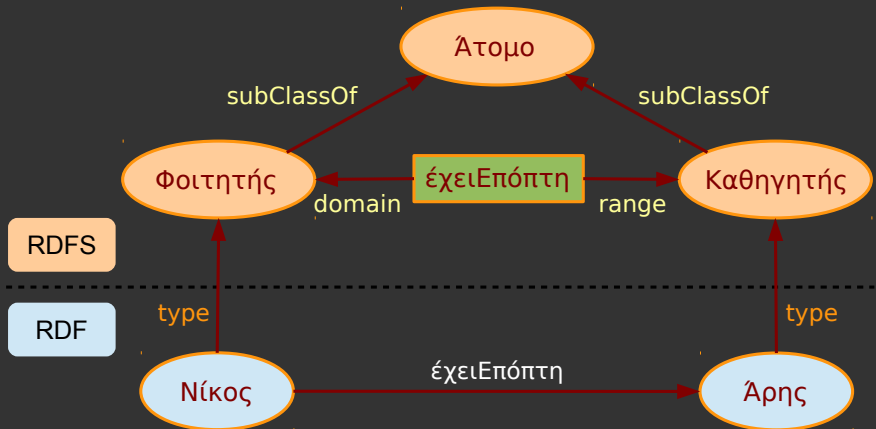 Άτομο
subClassOf
subClassOf
Φοιτητής
έχειΕπόπτη
Καθηγητής
domain
range
RDFS
RDF
type
type
Νίκος
έχειΕπόπτη
Άρης